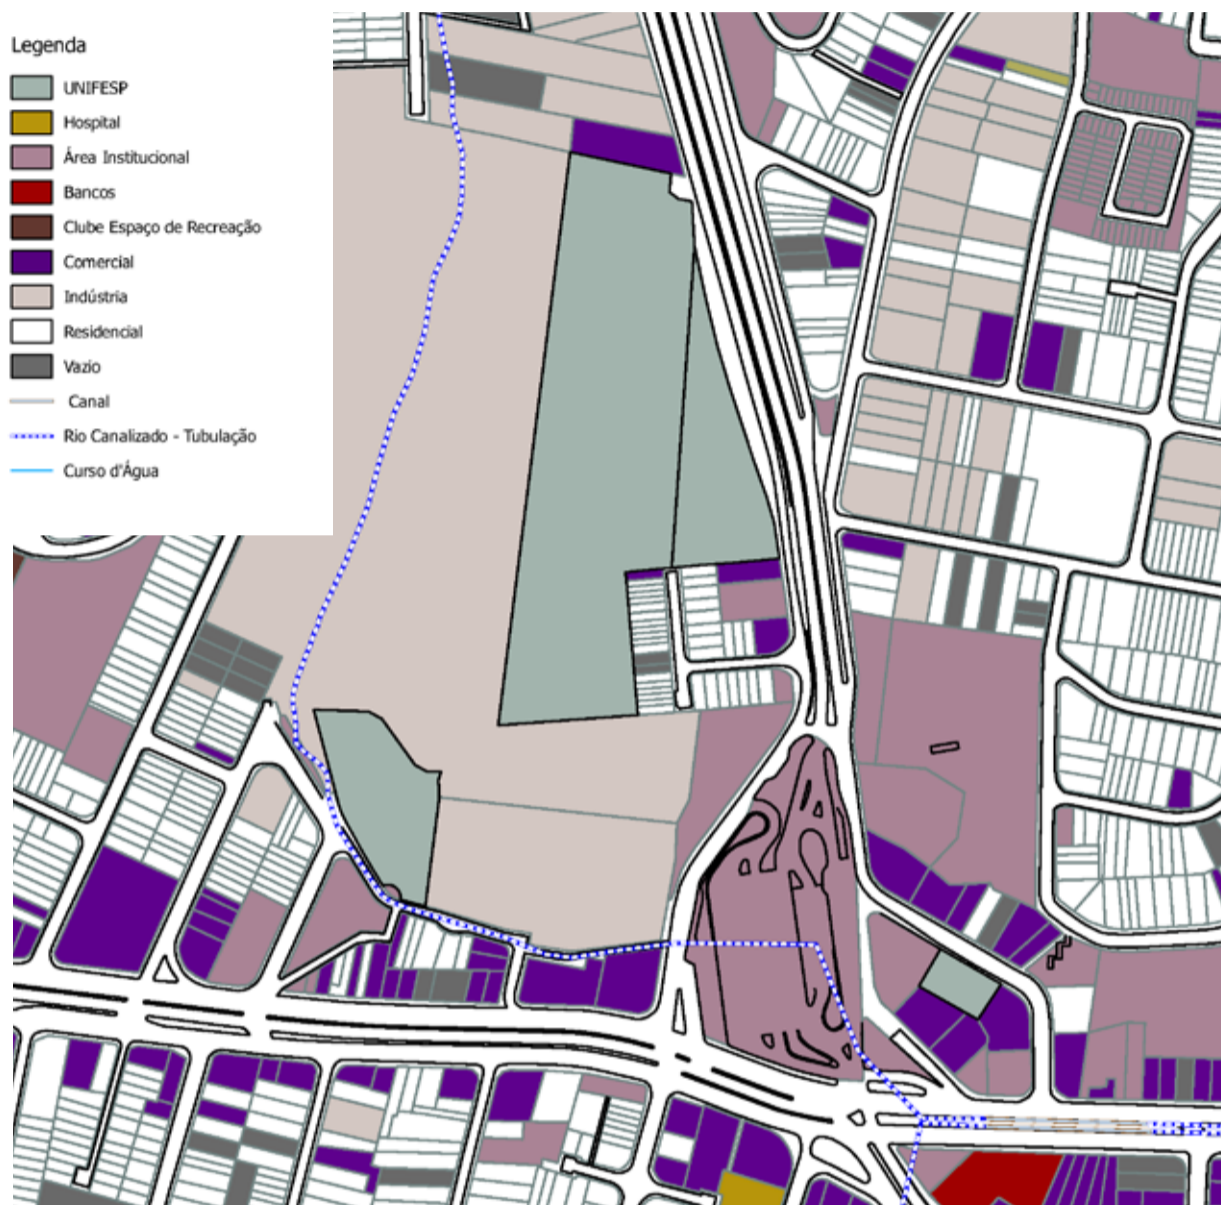 Legenda
UNIFESP
Hospital
Área Institucional
Bancos
Clube Espaço de Recreação
Comercial
Indústria
Residencial
Vazio
Canal
Rio Canalizado - Tubulação
Curso d'Água